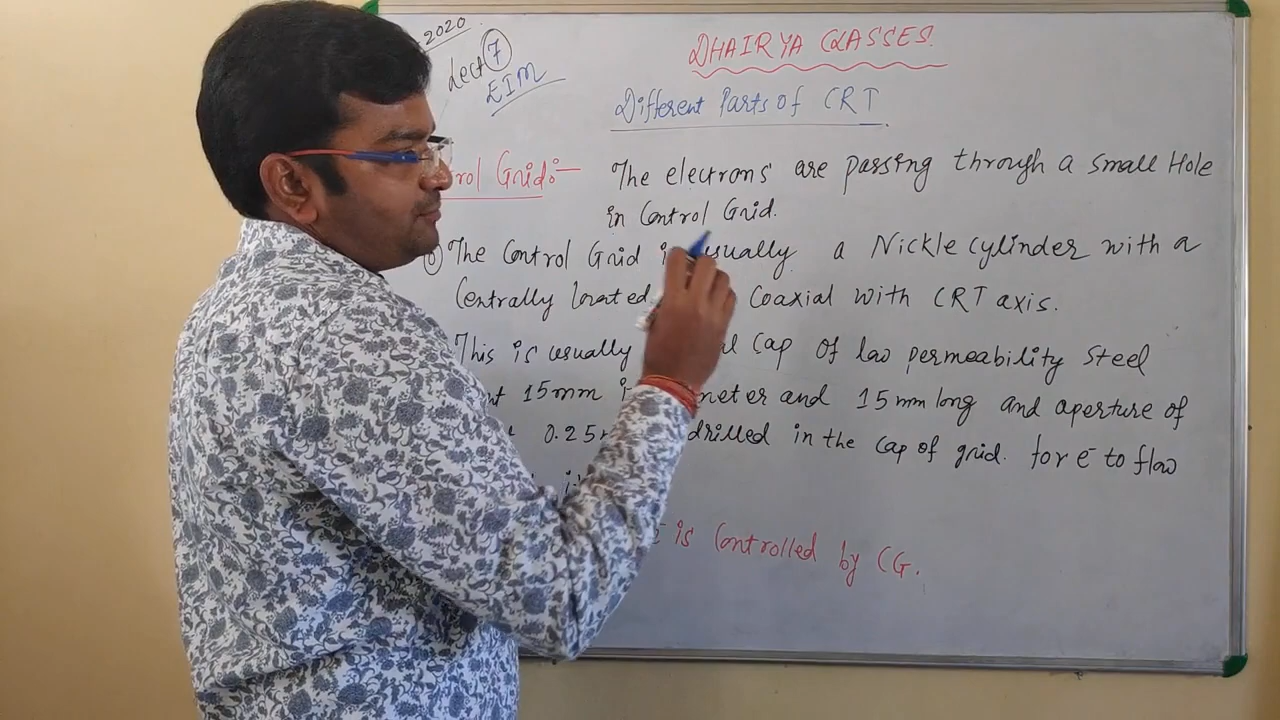 2020
Lect 7
EIM
DHAIRYA CLASSES.
Different Parts of CRT
rol Grid:- The electrons are passing through a small Hole
in Control Grid.
The Control Grid is usually a Nickle cylinder with a
Centrally located Coaxial with CRT axis.
This is usually Cap of low permeability Steel
15mm and 15mm long and aperture of
drilled in the Cap of grid. for e⁻ to flow
is Controlled by CG.